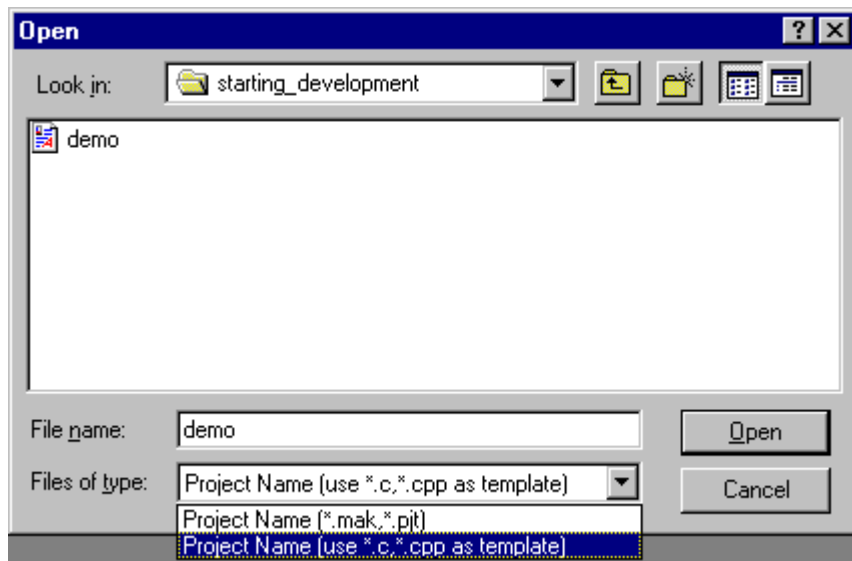 Open
Look in: starting_development
demo
File name: demo Open
Files of type: Project Name (use *.c,*.cpp as template) Cancel
Project Name (*.mak,*.pjt)
Project Name (use *.c,*.cpp as template)